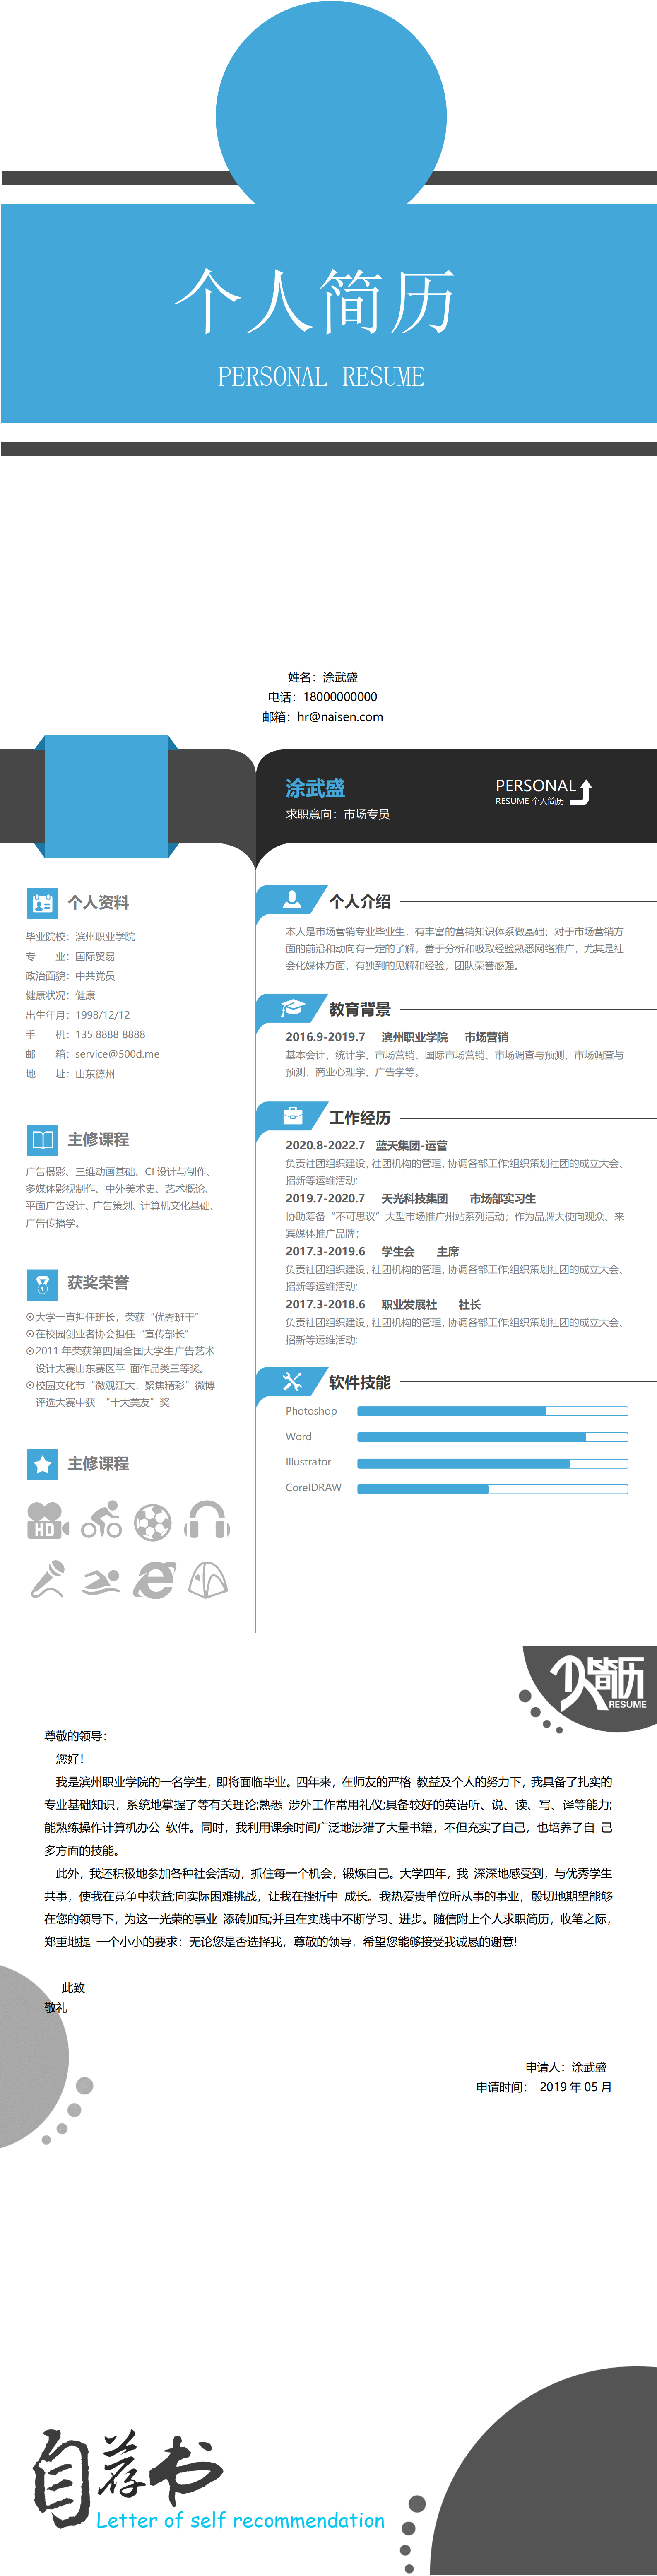 个人简历
PERSONAL RESUME
姓名：涂武盛
电话：18000000000
邮箱：hr@naisen.com
涂武盛
求职意向：市场专员
PERSONAL
RESUME 个人简历
个人资料
毕业院校：滨州职业学院
专　　业：国际贸易
政治面貌：中共党员
健康状况：健康
出生年月：1998/12/12
手　　机：135 8888 8888
邮　　箱：service@500d.me
地　　址：山东德州
主修课程
广告摄影、三维动画基础、CI 设计与制作、
多媒体影视制作、中外美术史、艺术概论、
平面广告设计、广告策划、计算机文化基础、
广告传播学。
获奖荣誉
大学一直担任班长，荣获“优秀班干”
在校园创业者协会担任“宣传部长”
2011 年荣获第四届全国大学生广告艺术
设计大赛山东赛区平 面作品类三等奖。
校园文化节“微观江大，聚焦精彩”微博
评选大赛中获 “十大美友”奖
主修课程
HD
个人介绍
本人是市场营销专业毕业生，有丰富的营销知识体系做基础；对于市场营销方
面的前沿和动向有一定的了解，善于分析和吸取经验熟悉网络推广，尤其是社
会化媒体方面，有独到的见解和经验，团队荣誉感强。
教育背景
2016.9-2019.7 滨州职业学院 市场营销
基本会计、统计学、市场营销、国际市场营销、市场调查与预测、市场调查与
预测、商业心理学、广告学等。
工作经历
2020.8-2022.7 蓝天集团-运营
负责社团组织建设，社团机构的管理，协调各部工作;组织策划社团的成立大会、
招新等运维活动;
2019.7-2020.7 天光科技集团 市场部实习生
协助筹备“不可思议”大型市场推广州站系列活动；作为品牌大使向观众、来
宾媒体推广品牌；
2017.3-2019.6 学生会 主席
负责社团组织建设，社团机构的管理，协调各部工作;组织策划社团的成立大会、
招新等运维活动;
2017.3-2018.6 职业发展社 社长
负责社团组织建设，社团机构的管理，协调各部工作;组织策划社团的成立大会、
招新等运维活动;
软件技能
Photoshop
Word
Illustrator
CorelDRAW
个人简历
RESUME
尊敬的领导：
您好！
我是滨州职业学院的一名学生，即将面临毕业。四年来，在师友的严格 教益及个人的努力下，我具备了扎实的
专业基础知识，系统地掌握了等有关理论;熟悉 涉外工作常用礼仪;具备较好的英语听、说、读、写、译等能力;
能熟练操作计算机办公 软件。同时，我利用课余时间广泛地涉猎了大量书籍，不但充实了自己，也培养了自 己
多方面的技能。
此外，我还积极地参加各种社会活动，抓住每一个机会，锻炼自己。大学四年，我 深深地感受到，与优秀学生
共事，使我在竞争中获益;向实际困难挑战，让我在挫折中 成长。我热爱贵单位所从事的事业，殷切地期望能够
在您的领导下，为这一光荣的事业 添砖加瓦;并且在实践中不断学习、进步。随信附上个人求职简历，收笔之际，
郑重地提 一个小小的要求：无论您是否选择我，尊敬的领导，希望您能够接受我诚恳的谢意!
此致
敬礼
申请人：涂武盛
申请时间： 2019 年 05 月
自荐书
Letter of self recommendation